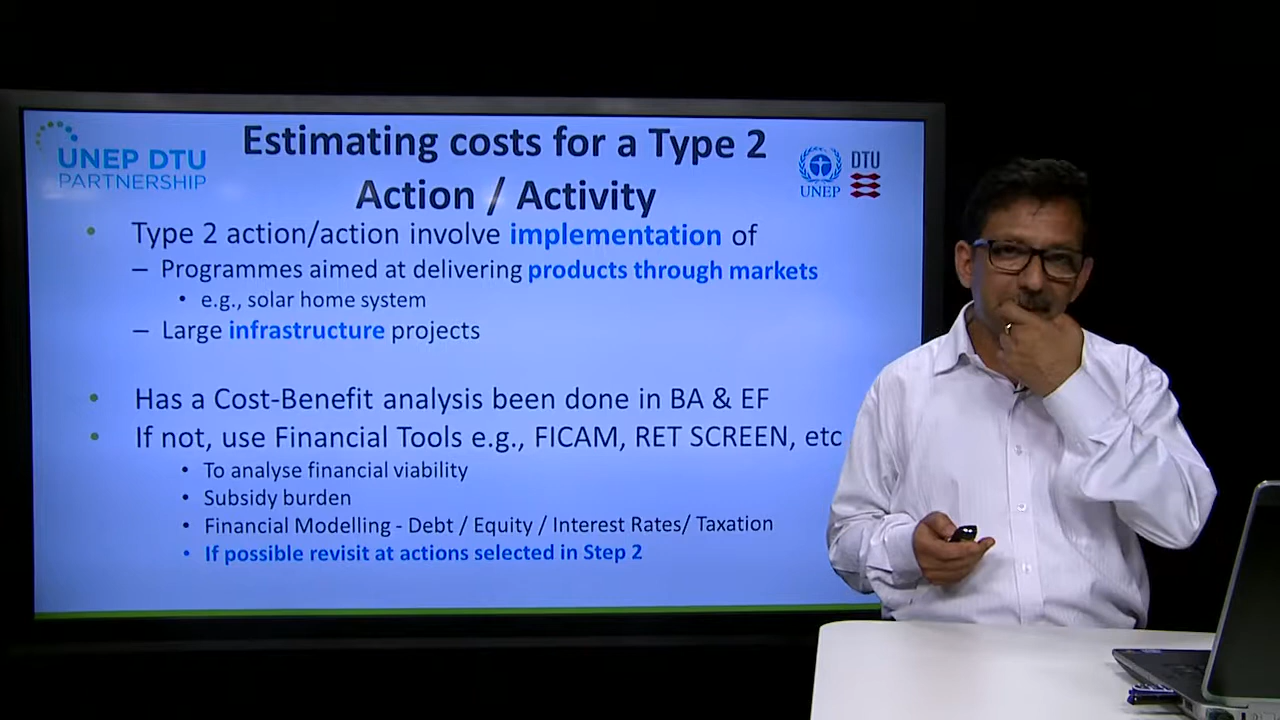 Estimating costs for a Type 2
Action / Activity
UNEP DTU
PARTNERSHIP
UNEP
DTU
• Type 2 action/action involve implementation of
– Programmes aimed at delivering products through markets
• e.g., solar home system
– Large infrastructure projects
• Has a Cost-Benefit analysis been done in BA & EF
• If not, use Financial Tools e.g., FICAM, RET SCREEN, etc
• To analyse financial viability
• Subsidy burden
• Financial Modelling - Debt / Equity / Interest Rates/ Taxation
• If possible revisit at actions selected in Step 2